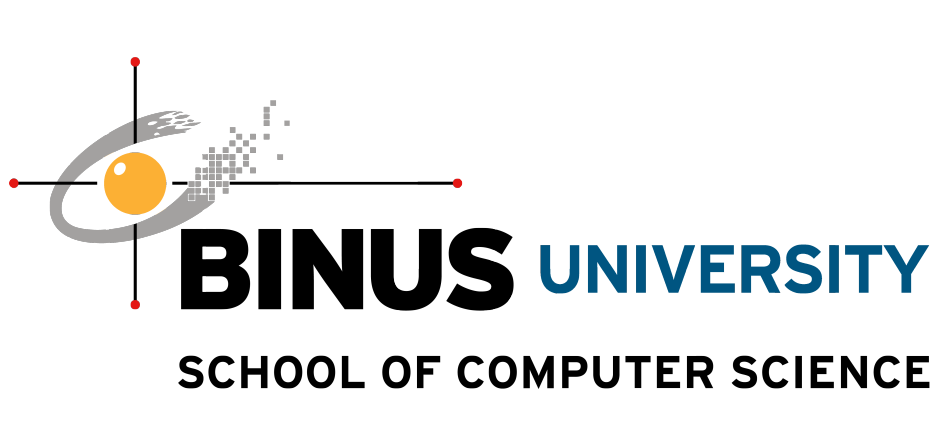 BINUS UNIVERSITY
SCHOOL OF COMPUTER SCIENCE